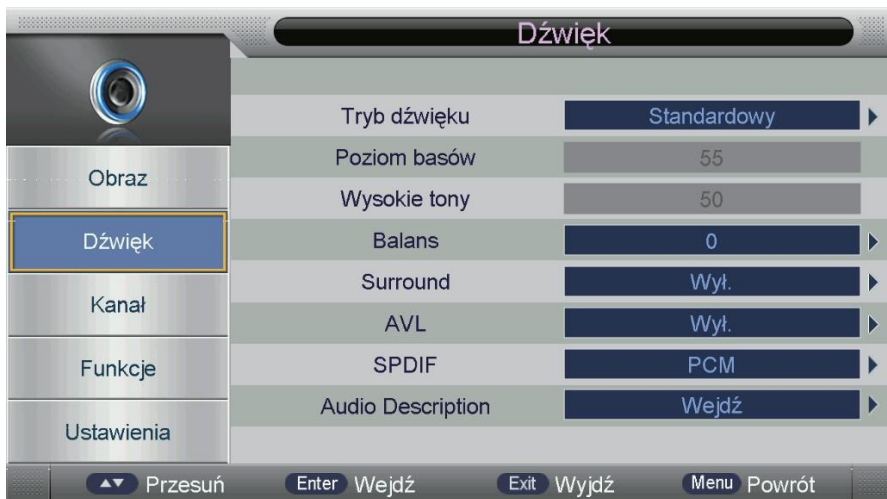 Dźwięk
Obraz
Dźwięk
Kanał
Funkcje
Ustawienia
Tryb dźwięku Standardowy
Poziom basów 55
Wysokie tony 50
Balans 0
Surround Wył.
AVL Wył.
SPDIF PCM
Audio Description Wejdź
Przesuń Enter Wejdź Exit Wyjdź Menu Powrót